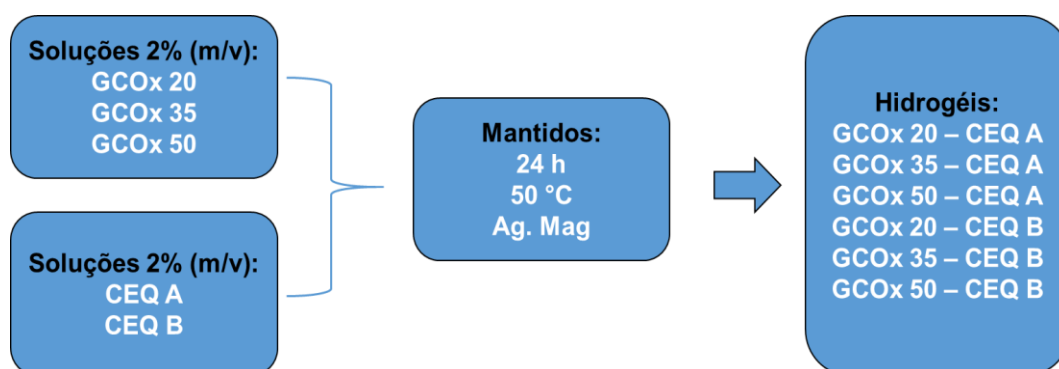 Soluções 2% (m/v):
GCOx 20
GCOx 35
GCOx 50
Soluções 2% (m/v):
CEQ A
CEQ B
Mantidos:
24 h
50 °C
Ag. Mag
Hidrogéis:
GCOx 20 – CEQ A
GCOx 35 – CEQ A
GCOx 50 – CEQ A
GCOx 20 – CEQ B
GCOx 35 – CEQ B
GCOx 50 – CEQ B